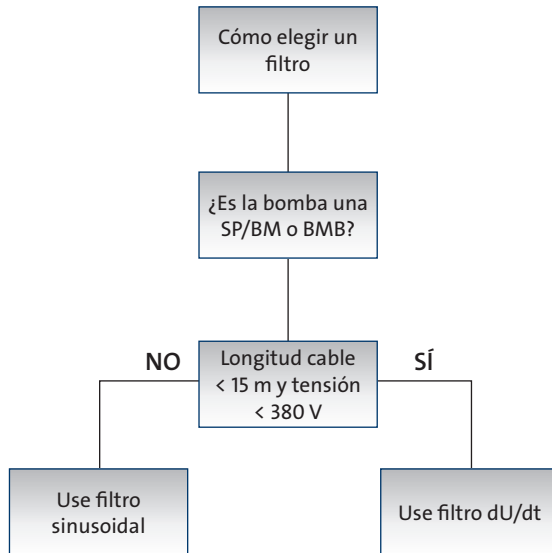 Cómo elegir un
filtro
¿Es la bomba una
SP/BM o BMB?
NO
Longitud cable
< 15 m y tensión
< 380 V
SÍ
Use filtro
sinusoidal
Use filtro dU/dt